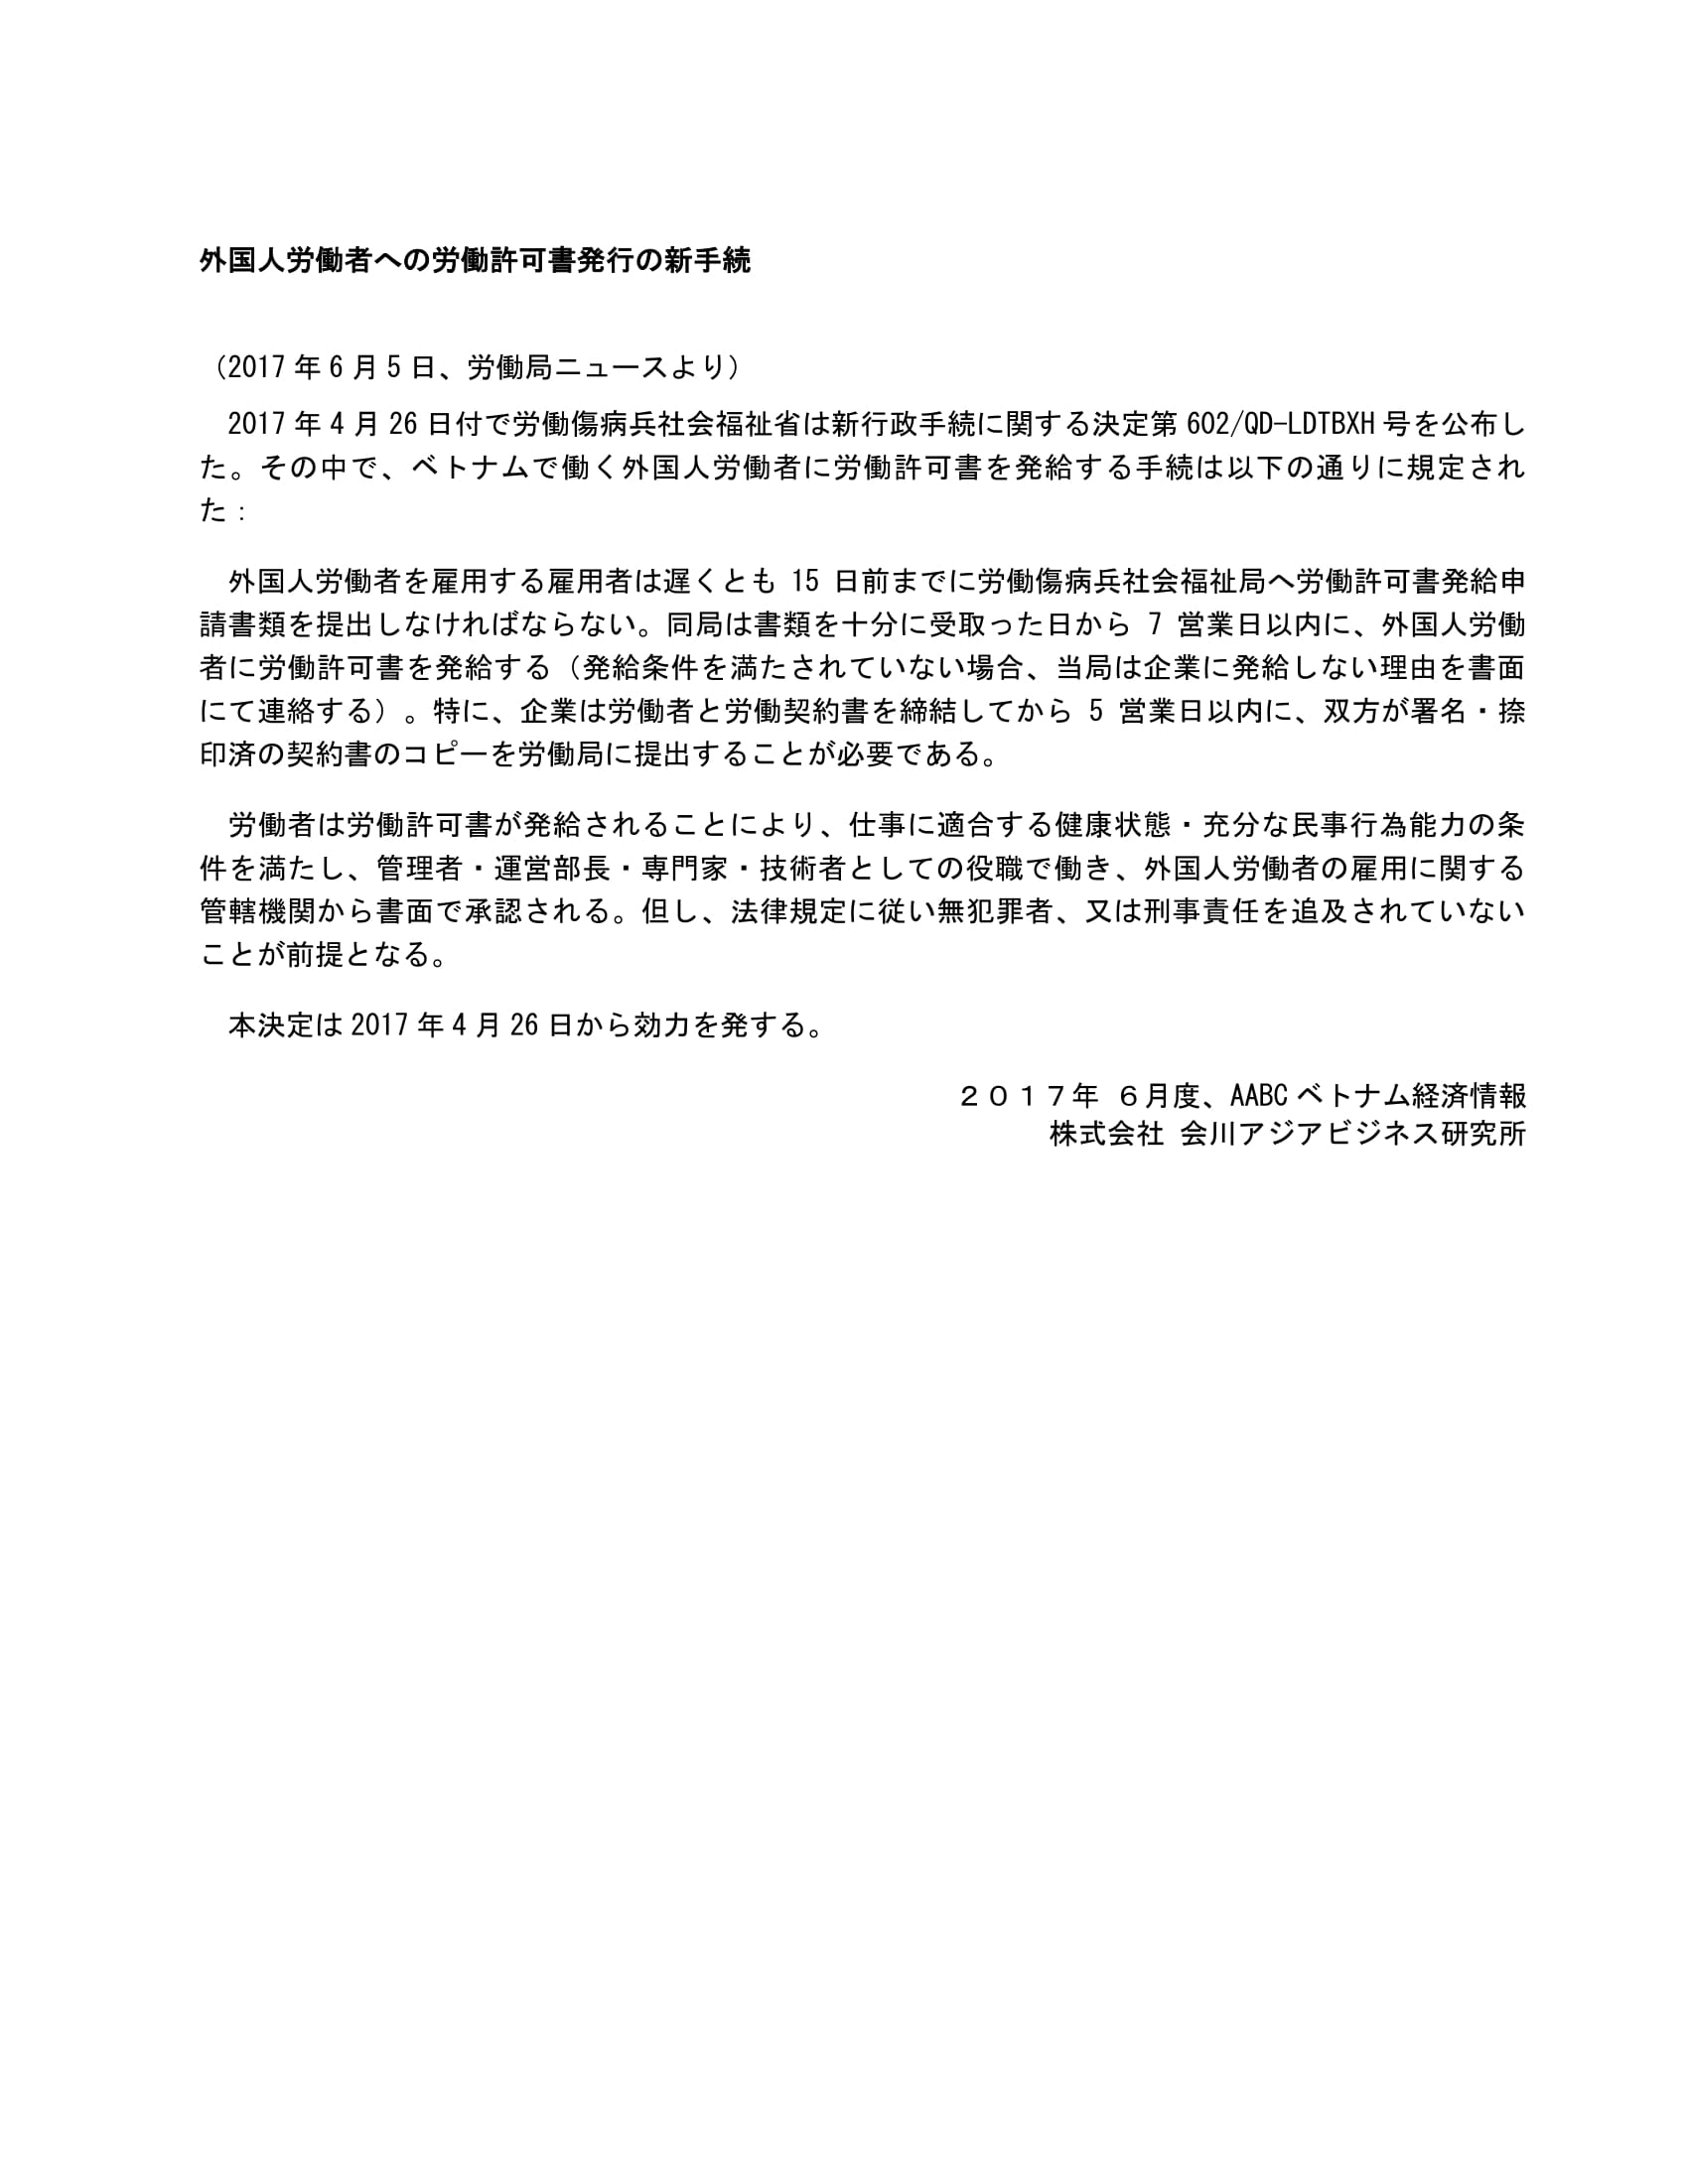 外国人労働者への労働許可書発行の新手続
（2017 年 6 月 5 日、労働局ニュースより）
2017 年 4 月 26 日付で労働傷病兵社会福祉省は新行政手続に関する決定第 602/QD-LDTBXH 号を公布し
た。その中で、ベトナムで働く外国人労働者に労働許可書を発給する手続は以下の通りに規定され
た：
外国人労働者を雇用する雇用者は遅くとも 15 日前までに労働傷病兵社会福祉局へ労働許可書発給申
請書類を提出しなければならない。同局は書類を十分に受取った日から 7 営業日以内に、外国人労働
者に労働許可書を発給する（発給条件を満たされていない場合、当局は企業に発給しない理由を書面
にて連絡する）。特に、企業は労働者と労働契約書を締結してから 5 営業日以内に、双方が署名・捺
印済の契約書のコピーを労働局に提出することが必要である。
労働者は労働許可書が発給されることにより、仕事に適合する健康状態・充分な民事行為能力の条
件を満たし、管理者・運営部長・専門家・技術者としての役職で働き、外国人労働者の雇用に関する
管轄機関から書面で承認される。但し、法律規定に従い無犯罪者、又は刑事責任を追及されていない
ことが前提となる。
本決定は 2017 年 4 月 26 日から効力を発する。
２０１７年 ６月度、AABC ベトナム経済情報
株式会社 会川アジアビジネス研究所